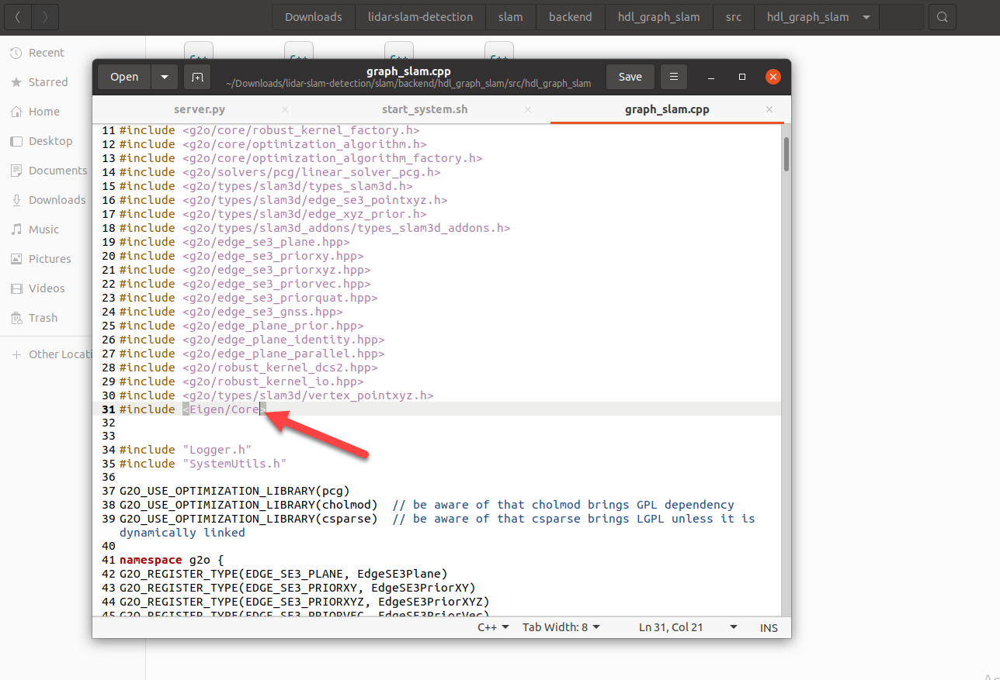 Downloads lidar-slam-detection slam backend hdl_graph_slam src hdl_graph_slam
Recent
Starred
Home
Desktop
Documents
Downloads
Music
Pictures
Videos
Trash
Other Locati
C++ C++ C++ C++
Open graph_slam.cpp Save
~/Downloads/lidar-slam-detection/slam/backend/hdl_graph_slam/src/hdl_graph_slam
server.py start_system.sh graph_slam.cpp
11 #include <g2o/core/robust_kernel_factory.h>
12 #include <g2o/core/optimization_algorithm.h>
13 #include <g2o/core/optimization_algorithm_factory.h>
14 #include <g2o/solvers/pcg/linear_solver_pcg.h>
15 #include <g2o/types/slam3d/types_slam3d.h>
16 #include <g2o/types/slam3d/edge_se3_pointxyz.h>
17 #include <g2o/types/slam3d/edge_xyz_prior.h>
18 #include <g2o/types/slam3d_addons/types_slam3d_addons.h>
19 #include <g2o/edge_se3_plane.hpp>
20 #include <g2o/edge_se3_priorxy.hpp>
21 #include <g2o/edge_se3_priorxyz.hpp>
22 #include <g2o/edge_se3_priorvec.hpp>
23 #include <g2o/edge_se3_priorquat.hpp>
24 #include <g2o/edge_se3_gnss.hpp>
25 #include <g2o/edge_plane_prior.hpp>
26 #include <g2o/edge_plane_identity.hpp>
27 #include <g2o/edge_plane_parallel.hpp>
28 #include <g2o/robust_kernel_dcs2.hpp>
29 #include <g2o/robust_kernel_io.hpp>
30 #include <g2o/types/slam3d/vertex_pointxyz.h>
31 #include <Eigen/Core>
32
33
34 #include "Logger.h"
35 #include "SystemUtils.h"
36
37 G2O_USE_OPTIMIZATION_LIBRARY(pcg)
38 G2O_USE_OPTIMIZATION_LIBRARY(cholmod)  // be aware of that cholmod brings GPL dependency
39 G2O_USE_OPTIMIZATION_LIBRARY(csparse)  // be aware of that csparse brings LGPL unless it is
dynamically linked
40
41 namespace g2o {
42 G2O_REGISTER_TYPE(EDGE_SE3_PLANE, EdgeSE3Plane)
43 G2O_REGISTER_TYPE(EDGE_SE3_PRIORXY, EdgeSE3PriorXY)
44 G2O_REGISTER_TYPE(EDGE_SE3_PRIORXYZ, EdgeSE3PriorXYZ)
45 G2O_REGISTER_TYPE(EDGE_SE3_PRIORVEC, EdgeSE3PriorVec)
C++ Tab Width: 8 Ln 31, Col 21 INS